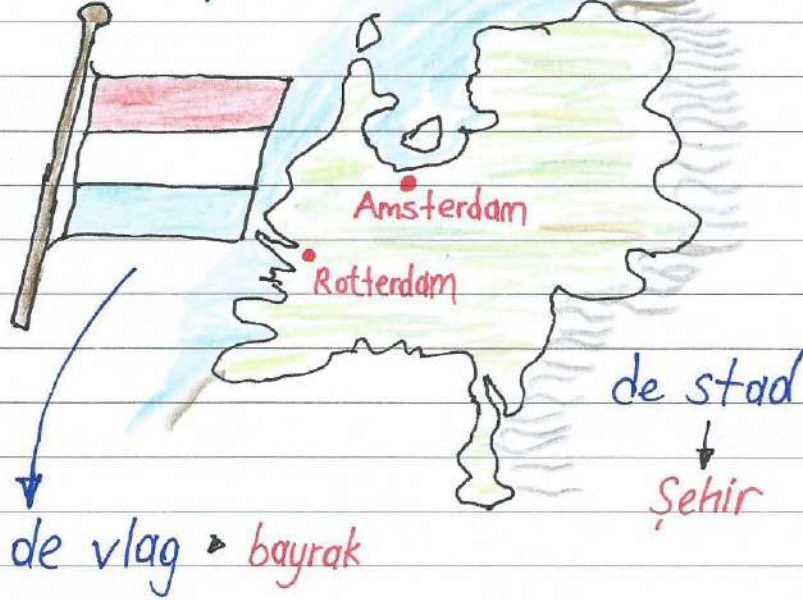 Amsterdam
Rotterdam
de stad
Şehir
de vlag ▸ bayrak